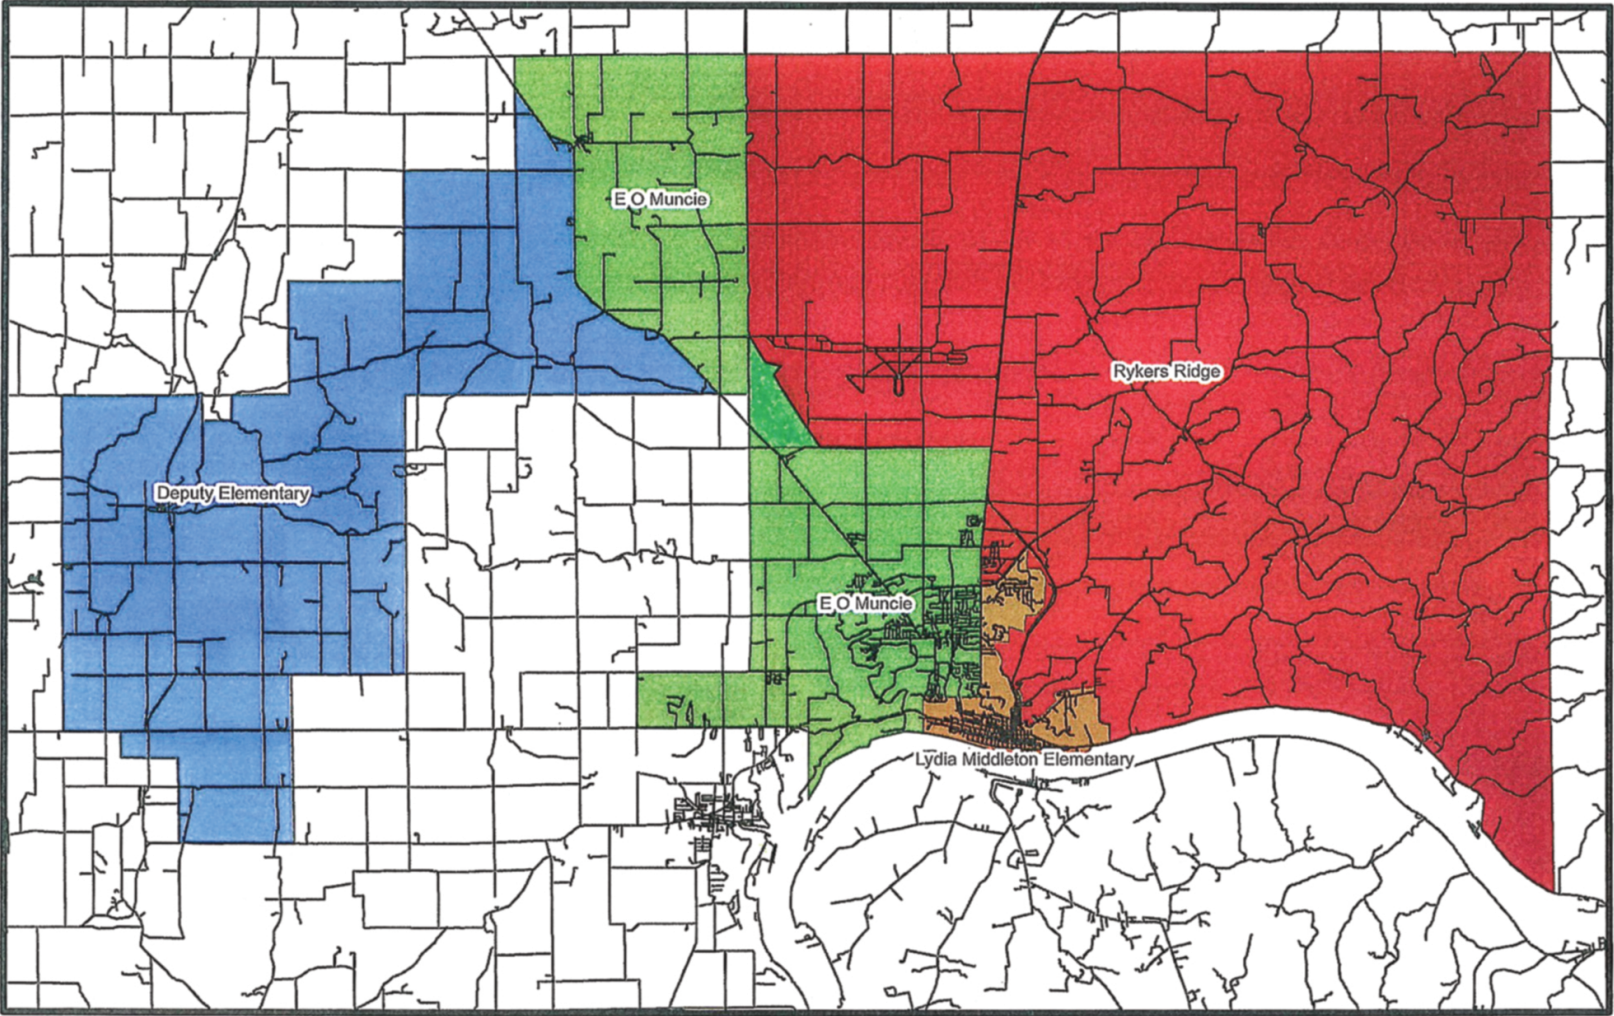 E O Muncie
Rykers Ridge
Deputy Elementary
E O Muncie
Lydia Middleton Elementary